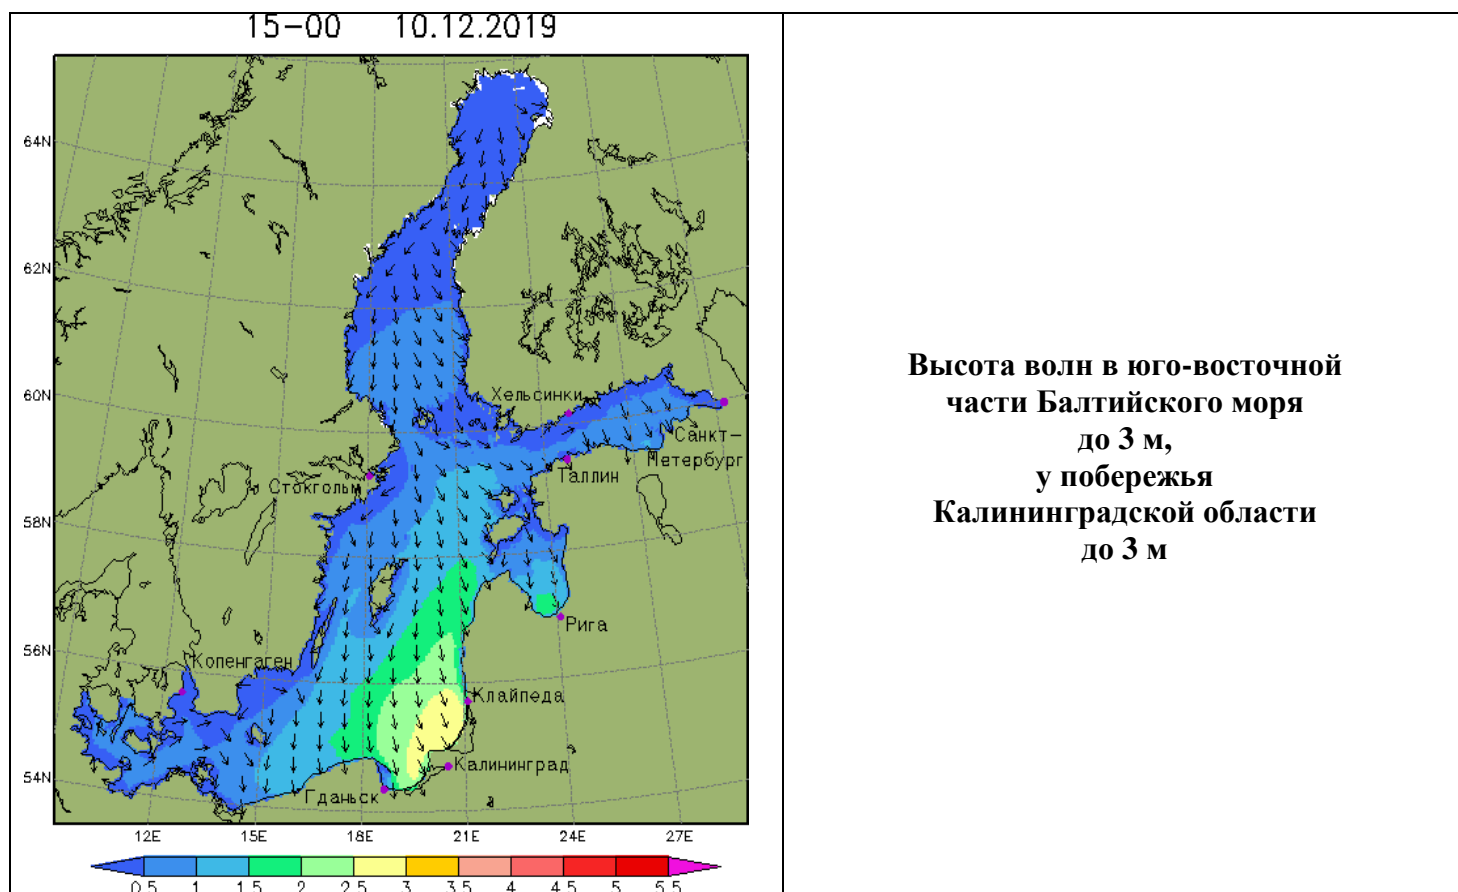 15-00 10.12.2019
64N
62N
60N
58N
56N
54N
Хельсинки
Санкт-
Петербург
Таллин
Стокгольм
Рига
Копенгаген
Клайпеда
Калининград
Гданьск
12E 15E 18E 21E 24E 27E
0.5 1 1.5 2 2.5 3 3.5 4 4.5 5 5.5
Высота волн в юго-восточной
части Балтийского моря
до 3 м,
у побережья
Калининградской области
до 3 м